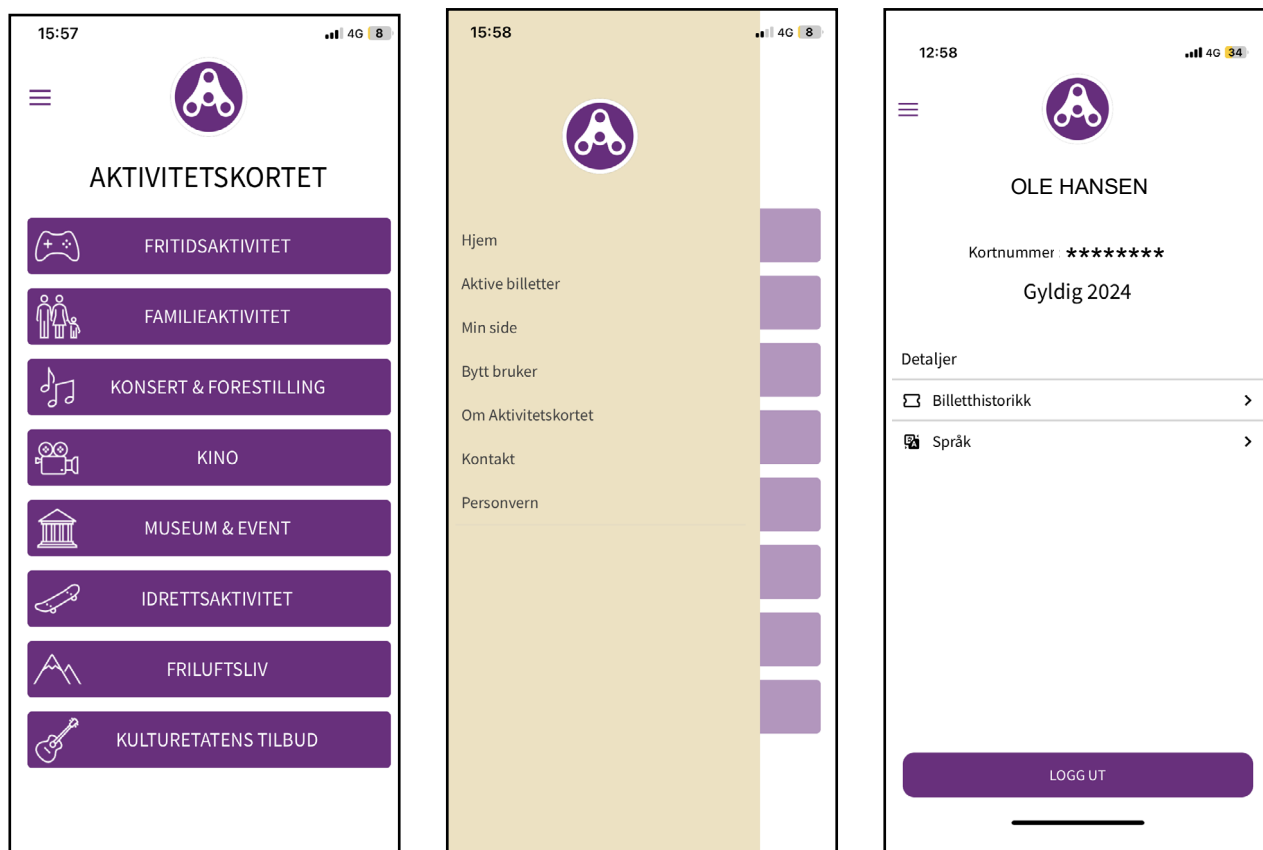 15:57
4G 8
AKTIVITETSKORTET
FRITIDSAKTIVITET
FAMILIEAKTIVITET
KONSERT & FORESTILLING
KINO
MUSEUM & EVENT
IDRETTSAKTIVITET
FRILUFTSLIV
KULTURETATENS TILBUD
15:58
4G 8
Hjem
Aktive billetter
Min side
Bytt bruker
Om Aktivitetskortet
Kontakt
Personvern
12:58
4G 34
OLE HANSEN
Kortnummer : ********
Gyldig 2024
Detaljer
Billetthistorikk
Språk
LOGG UT